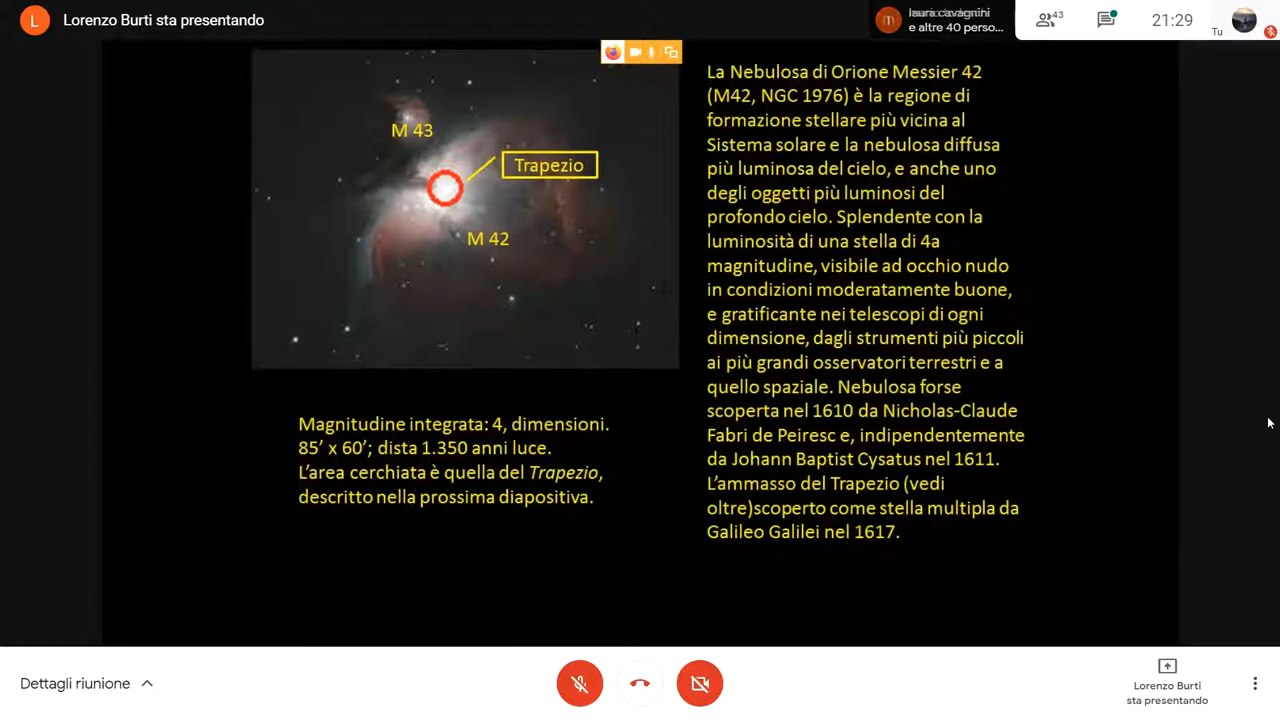 L
Lorenzo Burti sta presentando
m
laura.cavagnini
e altre 40 perso...
43
21:29
Tu
M 43
Trapezio
M 42
La Nebulosa di Orione Messier 42
(M42, NGC 1976) è la regione di
formazione stellare più vicina al
Sistema solare e la nebulosa diffusa
più luminosa del cielo, e anche uno
degli oggetti più luminosi del
profondo cielo. Splendente con la
luminosità di una stella di 4a
magnitudine, visibile ad occhio nudo
in condizioni moderatamente buone,
e gratificante nei telescopi di ogni
dimensione, dagli strumenti più piccoli
ai più grandi osservatori terrestri e a
quello spaziale. Nebulosa forse
scoperta nel 1610 da Nicholas-Claude
Fabri de Peiresc e, indipendentemente
da Johann Baptist Cysatus nel 1611.
L’ammasso del Trapezio (vedi
oltre)scoperto come stella multipla da
Galileo Galilei nel 1617.
Magnitudine integrata: 4, dimensioni.
85’ x 60’; dista 1.350 anni luce.
L’area cerchiata è quella del Trapezio,
descritto nella prossima diapositiva.
Dettagli riunione
Lorenzo Burti
sta presentando